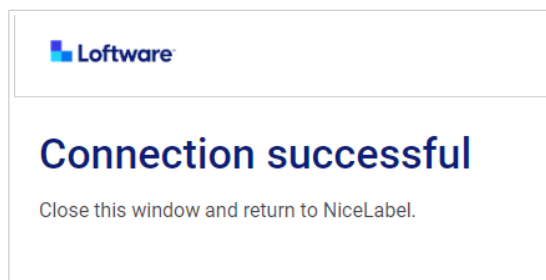 Loftware
Connection successful
Close this window and return to NiceLabel.